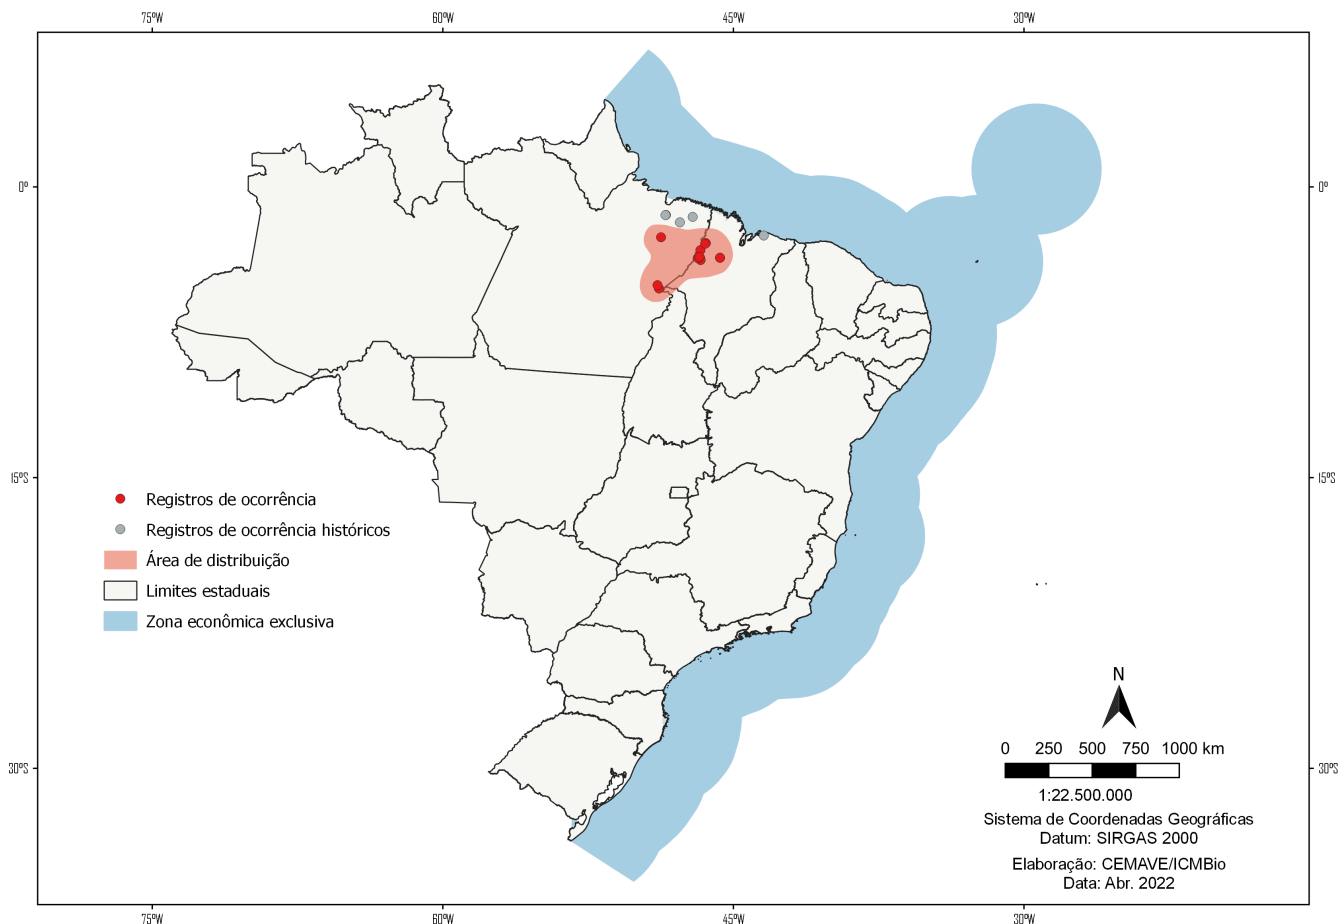 75°W 60°W 45°W 30°W
0° 0°
15°S 15°S
Registros de ocorrência
Registros de ocorrência históricos
Área de distribuição
Limites estaduais
Zona econômica exclusiva
N
0 250 500 750 1000 km
30°S 30°S
1:22.500.000
Sistema de Coordenadas Geográficas
Datum: SIRGAS 2000
Elaboração: CEMAVE/ICMBio
Data: Abr. 2022
75°W 60°W 45°W 30°W